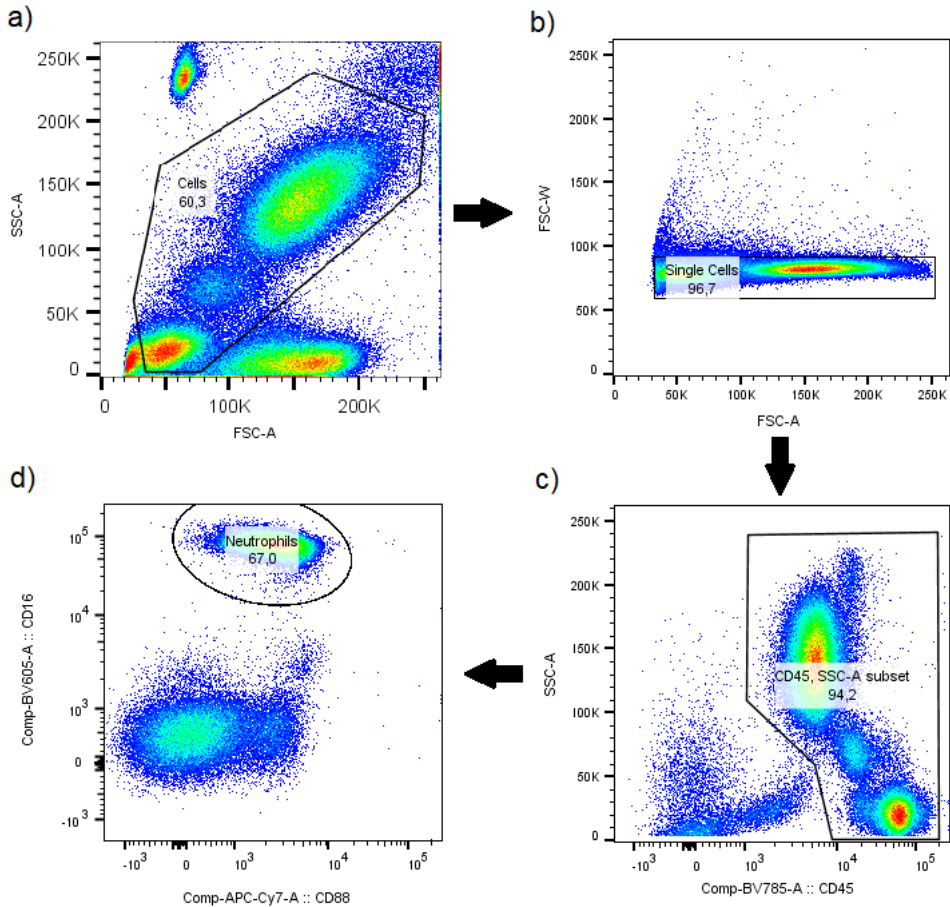 a)
250K
200K
150K
100K
50K
0
SSC-A
Cells
60,3
0
100K
200K
FSC-A
b)
250K
200K
150K
100K
50K
0
FSC-W
Single Cells
96,7
0
50K
100K
150K
200K
250K
FSC-A
d)
10^5
10^4
10^3
0
-10^3
Comp-BV605-A :: CD16
Neutrophils
67,0
-10^3
0
10^3
10^4
10^5
Comp-APC-Cy7-A :: CD88
c)
250K
200K
150K
100K
50K
0
SSC-A
CD45, SSC-A subset
94,2
-10^3
0
10^3
10^4
10^5
Comp-BV785-A :: CD45